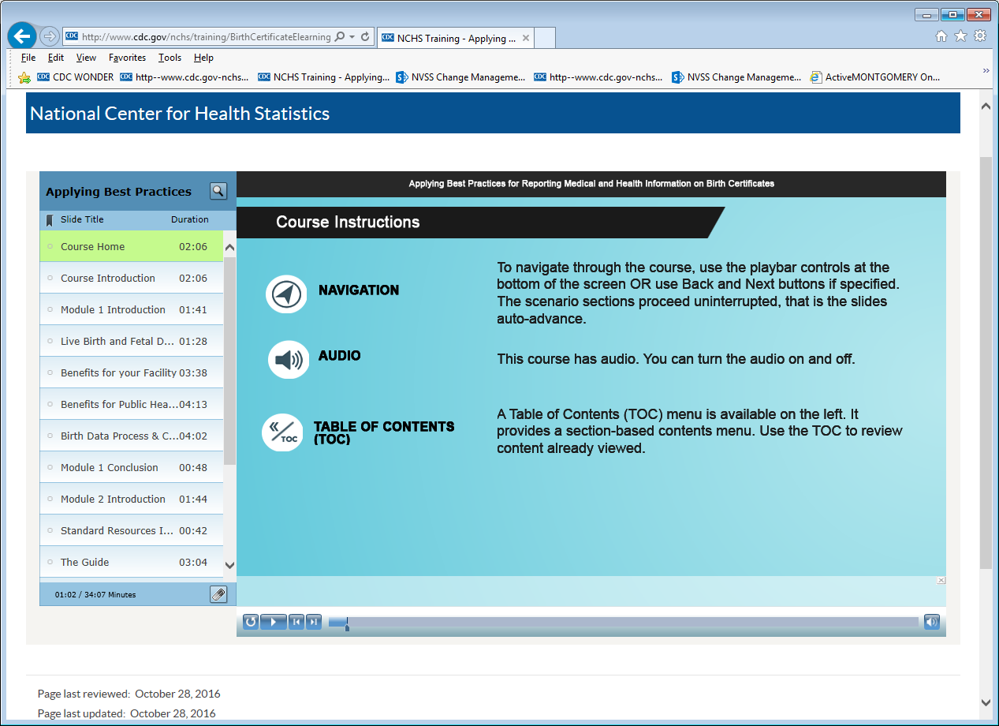 CDC http://www.cdc.gov/nchs/training/BirthCertificateElearning
CDC NCHS Training - Applying ...
File Edit View Favorites Tools Help
CDC CDC WONDER CDC http--www.cdc.gov-nchs... CDC NCHS Training - Applying... S NVSS Change Manageme... CDC http--www.cdc.gov-nchs... S NVSS Change Manageme... ActiveMONTGOMERY On...
National Center for Health Statistics
Applying Best Practices
Slide Title Duration
Course Home 02:06
Course Introduction 02:06
Module 1 Introduction 01:41
Live Birth and Fetal D... 01:28
Benefits for your Facility 03:38
Benefits for Public Hea... 04:13
Birth Data Process & C... 04:02
Module 1 Conclusion 00:48
Module 2 Introduction 01:44
Standard Resources I... 00:42
The Guide 03:04
01:02 / 34:07 Minutes
Applying Best Practices for Reporting Medical and Health Information on Birth Certificates
Course Instructions
NAVIGATION
To navigate through the course, use the playbar controls at the
bottom of the screen OR use Back and Next buttons if specified.
The scenario sections proceed uninterrupted, that is the slides
auto-advance.
AUDIO
This course has audio. You can turn the audio on and off.
TOC
TABLE OF CONTENTS
(TOC)
A Table of Contents (TOC) menu is available on the left. It
provides a section-based contents menu. Use the TOC to review
content already viewed.
Page last reviewed: October 28, 2016
Page last updated: October 28, 2016